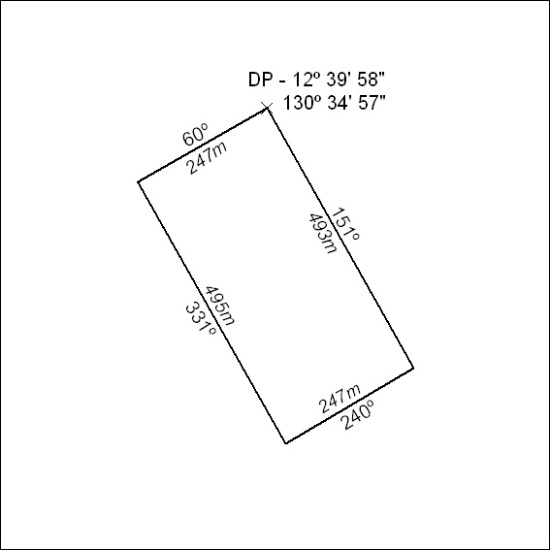 DP - 12º 39' 58"
130º 34' 57"
60º
247m
151º
493m
495m
331º
247m
240º